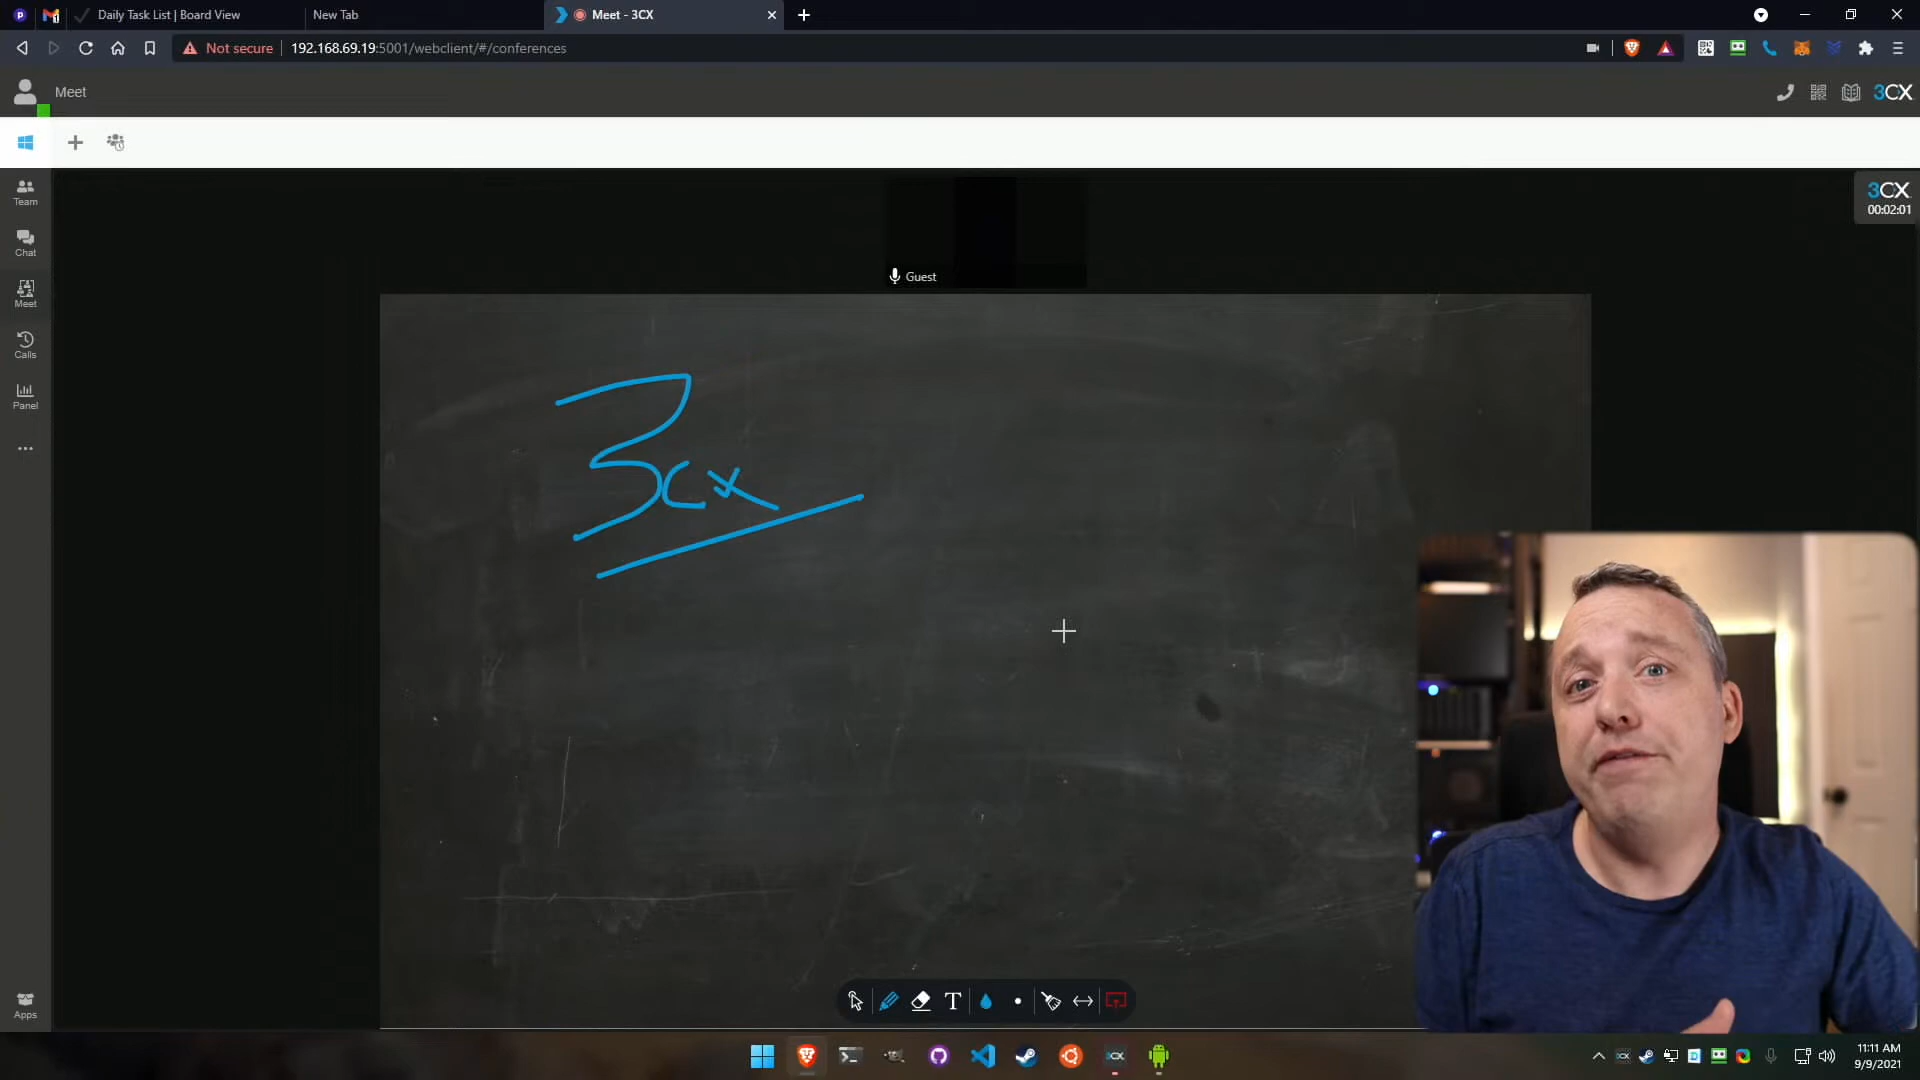 Daily Task List | Board View
New Tab
Meet - 3CX
Not secure
192.168.69.19:5001/webclient/#/conferences
Meet
3CX
Team
Chat
Meet
Calls
Panel
Apps
3CX
00:02:01
Guest
3cx
T
3CX
11:11 AM
9/9/2021